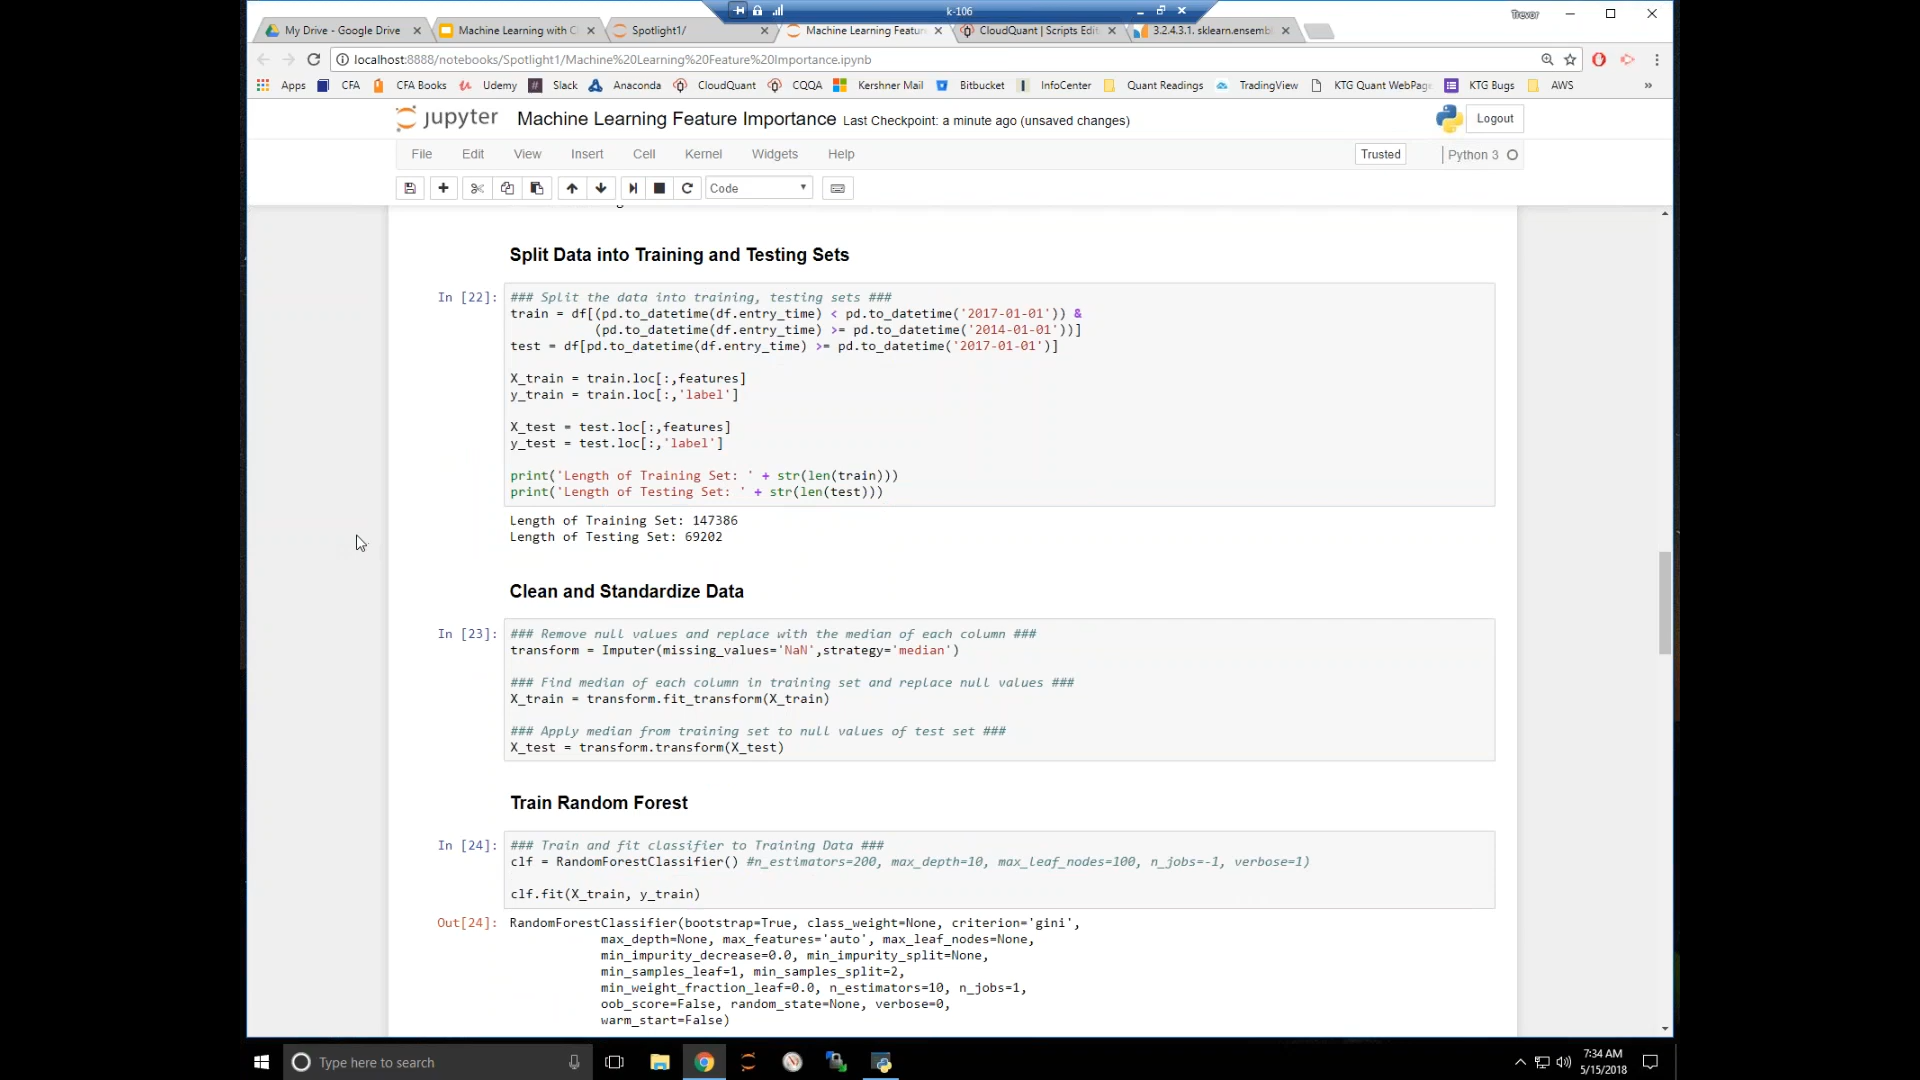 k-106
Trevor
My Drive - Google Drive
Machine Learning with C
Spotlight1/
Machine Learning Featur
CloudQuant | Scripts Edit
3.2.4.3.1. sklearn.ensemb
localhost:8888/notebooks/Spotlight1/Machine%20Learning%20Feature%20Importance.ipynb
Apps CFA CFA Books Udemy Slack Anaconda CloudQuant CQQA Kershner Mail Bitbucket InfoCenter Quant Readings TradingView KTG Quant WebPage KTG Bugs AWS »
jupyter Machine Learning Feature Importance Last Checkpoint: a minute ago (unsaved changes) Logout
File Edit View Insert Cell Kernel Widgets Help Trusted Python 3
Code
Split Data into Training and Testing Sets
In [22]: ### Split the data into training, testing sets ###
train = df[(pd.to_datetime(df.entry_time) < pd.to_datetime('2017-01-01')) &
(pd.to_datetime(df.entry_time) >= pd.to_datetime('2014-01-01'))]
test = df[pd.to_datetime(df.entry_time) >= pd.to_datetime('2017-01-01')]
X_train = train.loc[:,features]
y_train = train.loc[:,'label']
X_test = test.loc[:,features]
y_test = test.loc[:,'label']
print('Length of Training Set: ' + str(len(train)))
print('Length of Testing Set: ' + str(len(test)))
Length of Training Set: 147386
Length of Testing Set: 69202
Clean and Standardize Data
In [23]: ### Remove null values and replace with the median of each column ###
transform = Imputer(missing_values='NaN',strategy='median')
### Find median of each column in training set and replace null values ###
X_train = transform.fit_transform(X_train)
### Apply median from training set to null values of test set ###
X_test = transform.transform(X_test)
Train Random Forest
In [24]: ### Train and fit classifier to Training Data ###
clf = RandomForestClassifier() #n_estimators=200, max_depth=10, max_leaf_nodes=100, n_jobs=-1, verbose=1)
clf.fit(X_train, y_train)
Out[24]: RandomForestClassifier(bootstrap=True, class_weight=None, criterion='gini',
max_depth=None, max_features='auto', max_leaf_nodes=None,
min_impurity_decrease=0.0, min_impurity_split=None,
min_samples_leaf=1, min_samples_split=2,
min_weight_fraction_leaf=0.0, n_estimators=10, n_jobs=1,
oob_score=False, random_state=None, verbose=0,
warm_start=False)
Type here to search
7:34 AM
5/15/2018